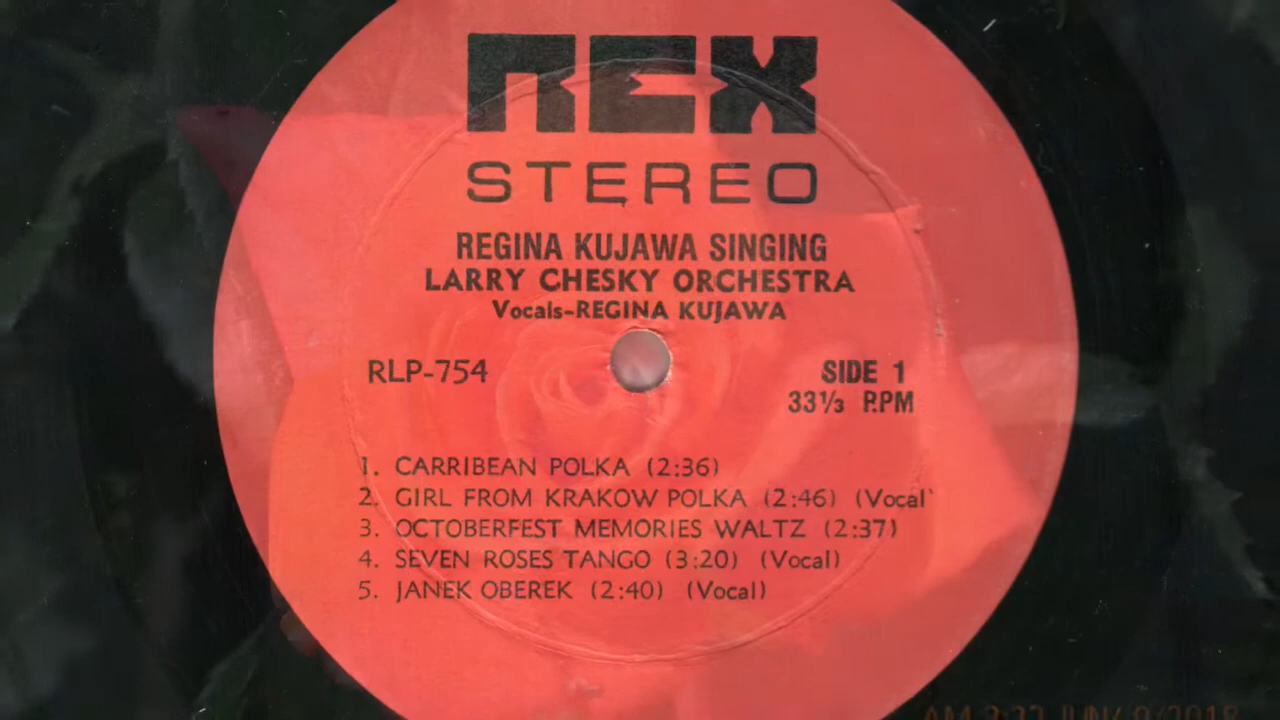 REX
STEREO
REGINA KUJAWA SINGING
LARRY CHESKY ORCHESTRA
Vocals-REGINA KUJAWA
RLP-754
SIDE 1
33⅓ RPM
1. CARRIBEAN POLKA (2:36)
2. GIRL FROM KRAKOW POLKA (2:46) (Vocal
3. OCTOBERFEST MEMORIES WALTZ (2:37)
4. SEVEN ROSES TANGO (3:20) (Vocal)
5. JANEK OBEREK (2:40) (Vocal)
AM